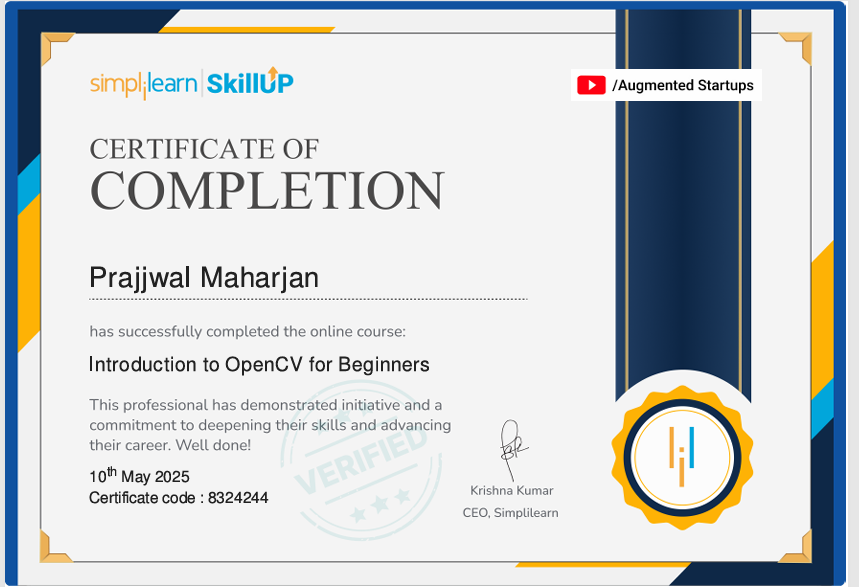 simplilearn | SkillUP
/Augmented Startups
CERTIFICATE OF
COMPLETION
Prajjwal Maharjan
has successfully completed the online course:
Introduction to OpenCV for Beginners
This professional has demonstrated initiative and a
commitment to deepening their skills and advancing
their career. Well done!
VERIFIED
10th May 2025
Certificate code : 8324244
Krishna Kumar
CEO, Simplilearn